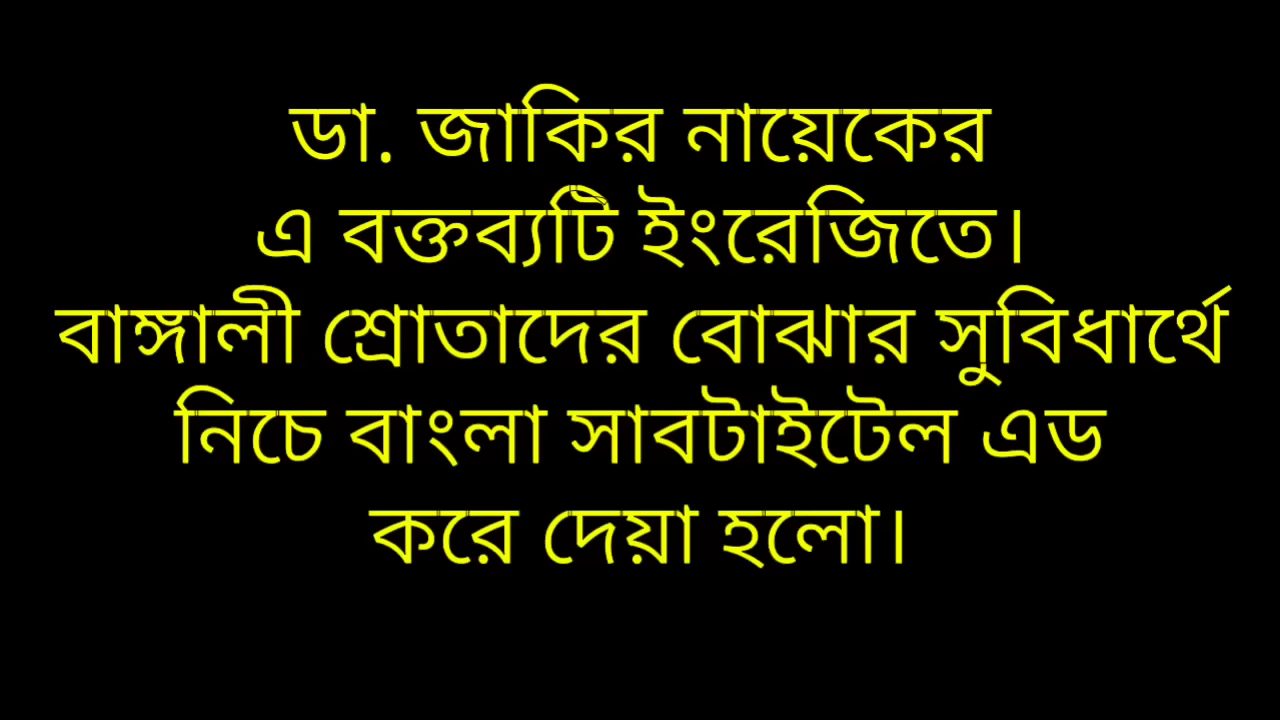 ডা. জাকির নায়েকের
এ বক্তব্যটি ইংরেজিতে।
বাঙ্গালী শ্রোতাদের বোঝার সুবিধার্থে
নিচে বাংলা সাবটাইটেল এড
করে দেয়া হলো।